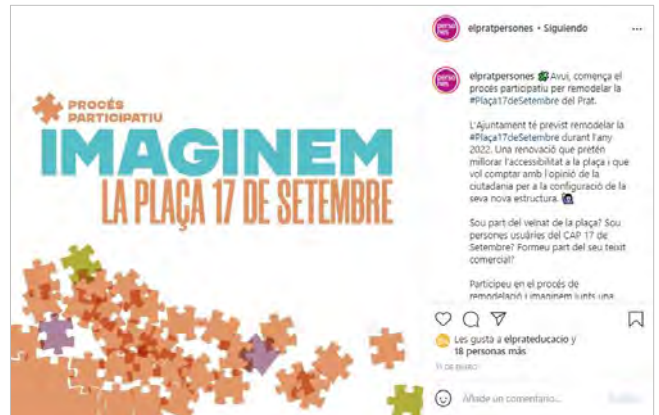 PROCÉS
PARTICIPATIU
IMAGINEM
LA PLAÇA 17 DE SETEMBRE
elpratpersones • Siguiendo
elpratpersones Avui, comença el
procés participatiu per remodelar la
#Plaça17deSetembre del Prat.
L'Ajuntament té previst remodelar la
#Plaça17deSetembre durant l'any
2022. Una renovació que pretén
millorar l'accessibilitat a la plaça i que
vol comptar amb l'opinió de la
ciutadania per a la configuració de la
seva nova estructura.
Sou part del veïnat de la plaça? Sou
persones usuàries del CAP 17 de
Setembre? Formeu part del seu teixit
comercial?
Participeu en el procés de
remodelació i imaginem junts una
Les gusta a elprateducacio y
18 personas más
11 DE ENERO
Añade un comentario...